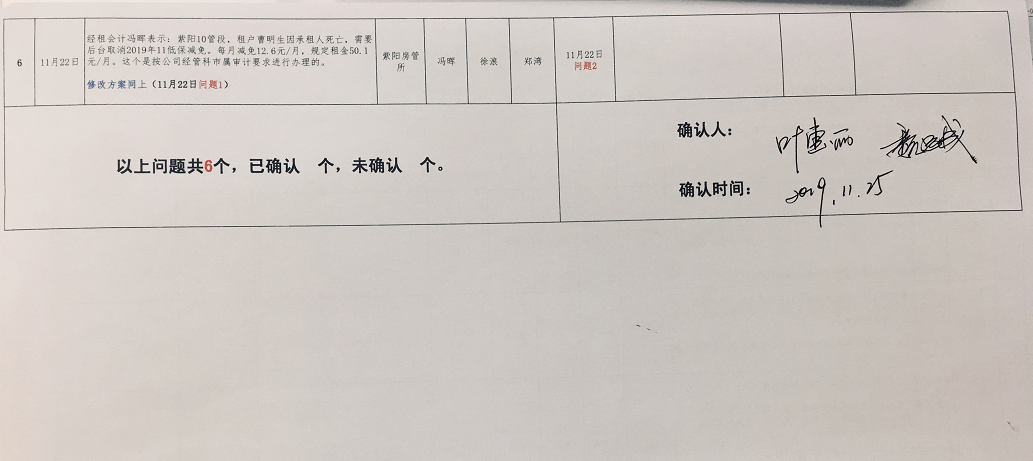 6
11月22日
经租会计冯晖表示：紫阳10管段，租户曹明生因承租人死亡，需要
后台取消2019年11低保减免。每月减免12.6元/月，规定租金50.1
元/月。这个是按公司经管科市属审计要求进行办理的。
修改方案同上（11月22日问题1）
紫阳房管
所
冯晖
徐浪
郑湾
11月22日
问题2
以上问题共6个，已确认 个，未确认 个。
确认人：
叶惠丽
确认时间：
2019.11.25